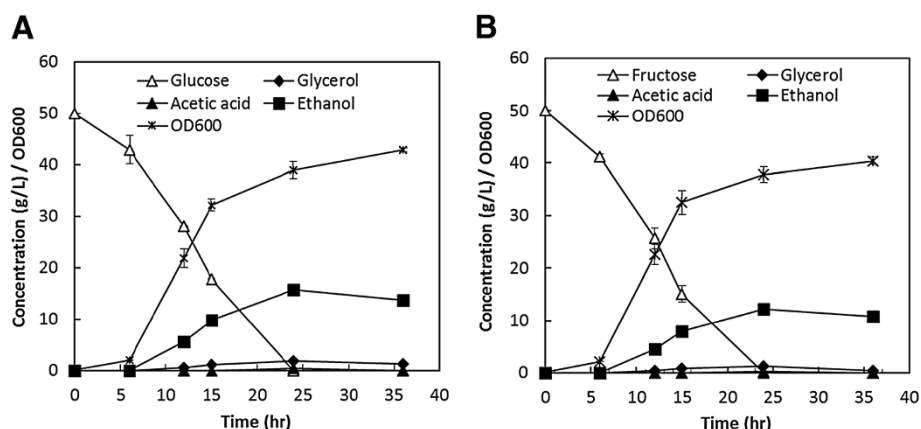 A
Concentration (g/L) / OD600
60
50
40
30
20
10
0
Glucose
Glycerol
Acetic acid
Ethanol
OD600
0 5 10 15 20 25 30 35 40
Time (hr)
B
Concentration (g/L) / OD600
60
50
40
30
20
10
0
Fructose
Glycerol
Acetic acid
Ethanol
OD600
0 5 10 15 20 25 30 35 40
Time (hr)